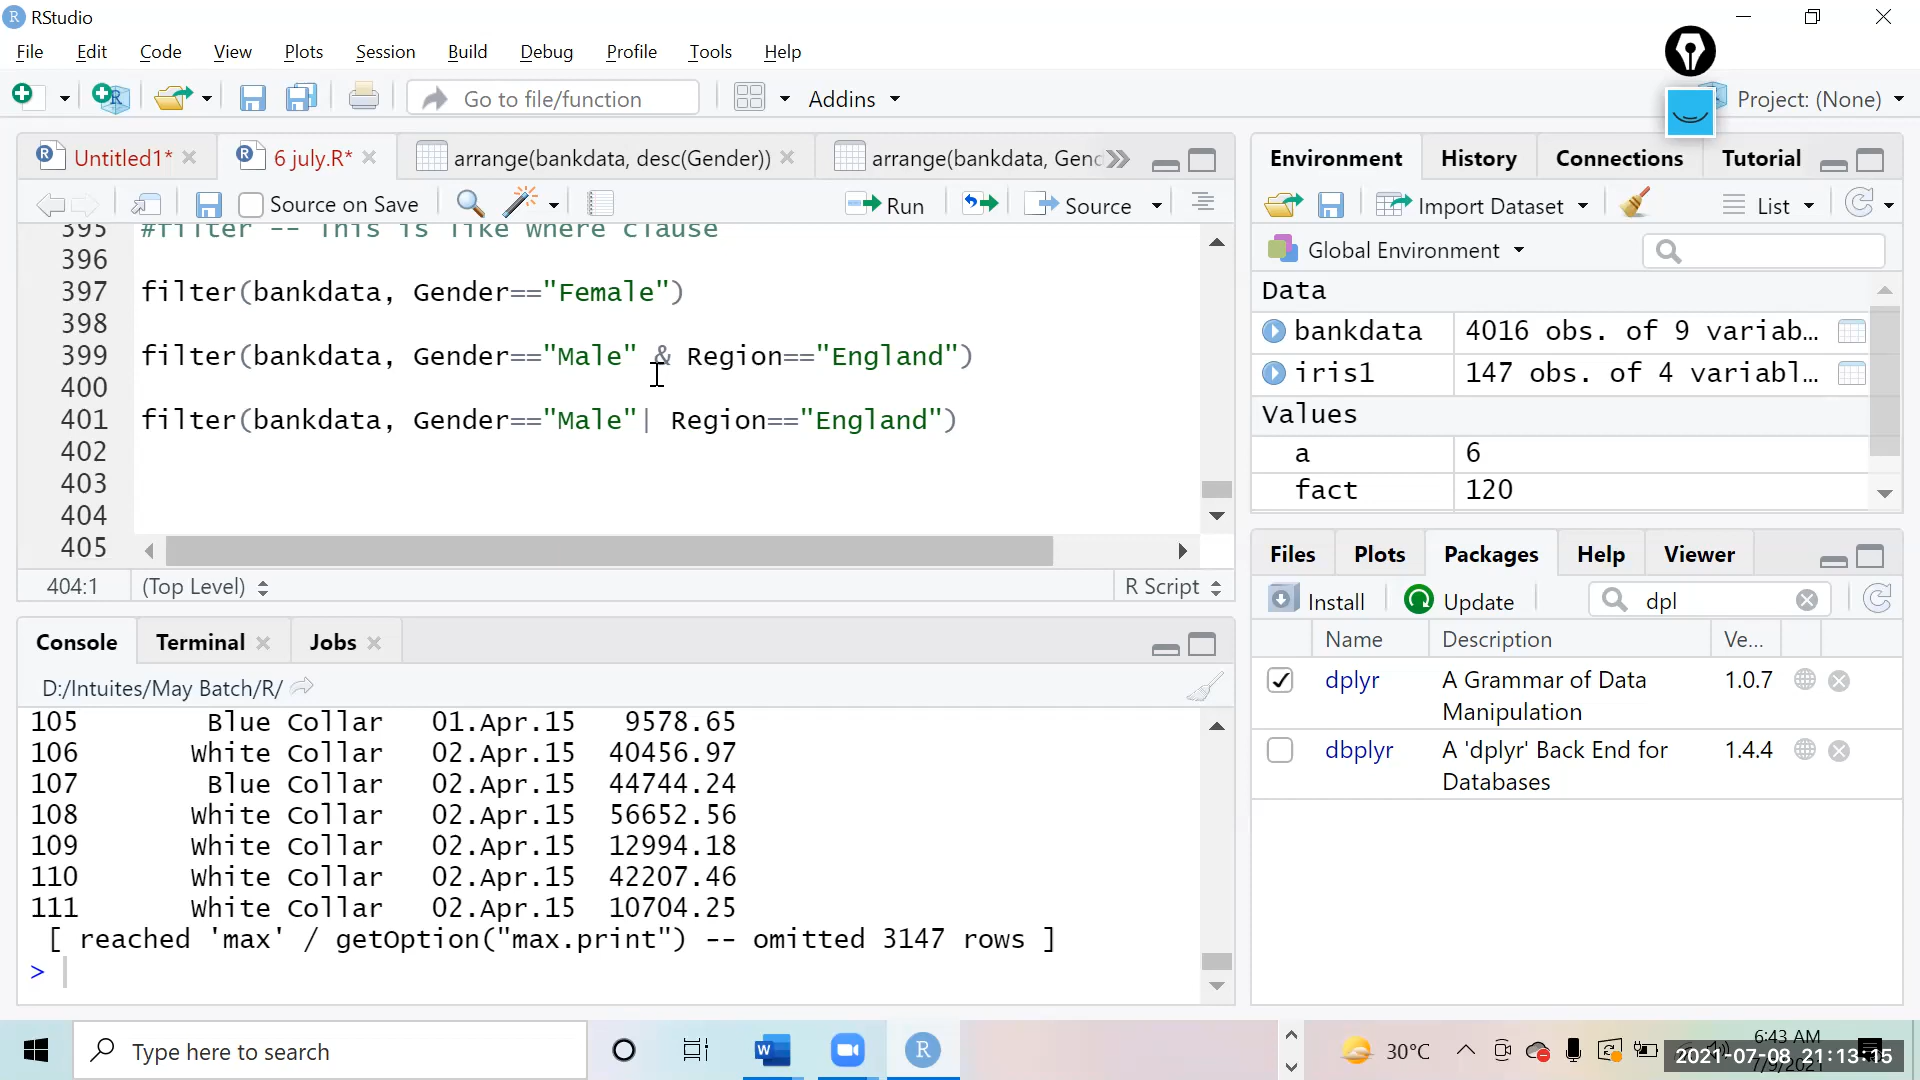 RStudio
File Edit Code View Plots Session Build Debug Profile Tools Help
Go to file/function Addins Project: (None)
Untitled1* 6 july.R* arrange(bankdata, desc(Gender)) arrange(bankdata, Gend
Source on Save Run Source
395 #filter -- This is like where clause
396
397 filter(bankdata, Gender=="Female")
398
399 filter(bankdata, Gender=="Male" & Region=="England")
400
401 filter(bankdata, Gender=="Male"| Region=="England")
402
403
404
405
404:1 (Top Level) R Script
Console Terminal Jobs
D:/Intuites/May Batch/R/
105 Blue Collar 01.Apr.15 9578.65
106 White Collar 02.Apr.15 40456.97
107 Blue Collar 02.Apr.15 44744.24
108 White Collar 02.Apr.15 56652.56
109 White Collar 02.Apr.15 12994.18
110 White Collar 02.Apr.15 42207.46
111 White Collar 02.Apr.15 10704.25
[ reached 'max' / getOption("max.print") -- omitted 3147 rows ]
>
Environment History Connections Tutorial
Import Dataset List
Global Environment
Data
bankdata 4016 obs. of 9 variab...
iris1 147 obs. of 4 variabl...
Values
a 6
fact 120
Files Plots Packages Help Viewer
Install Update dpl
Name Description Ve...
dplyr A Grammar of Data Manipulation 1.0.7
dbplyr A 'dplyr' Back End for Databases 1.4.4
Type here to search
30°C
6:43 AM
2021-07-08 21:13:15